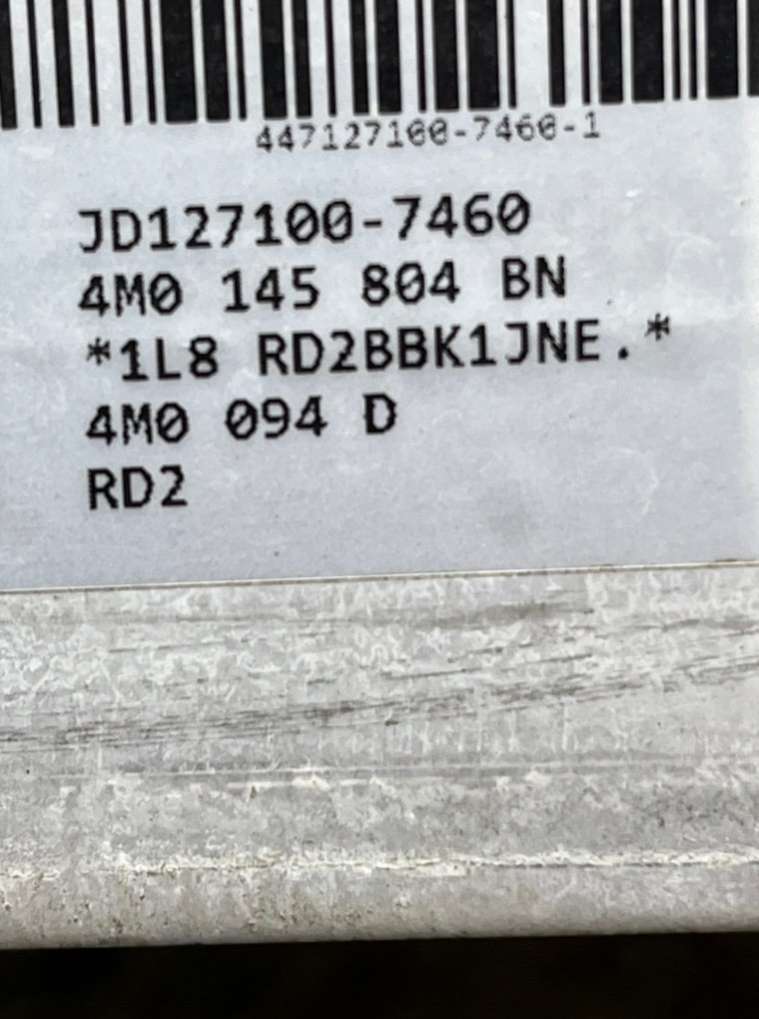 447127100-7460-1
JD127100-7460
4M0 145 804 BN
*1L8 RD2BBK1JNE.*
4M0 094 D
RD2